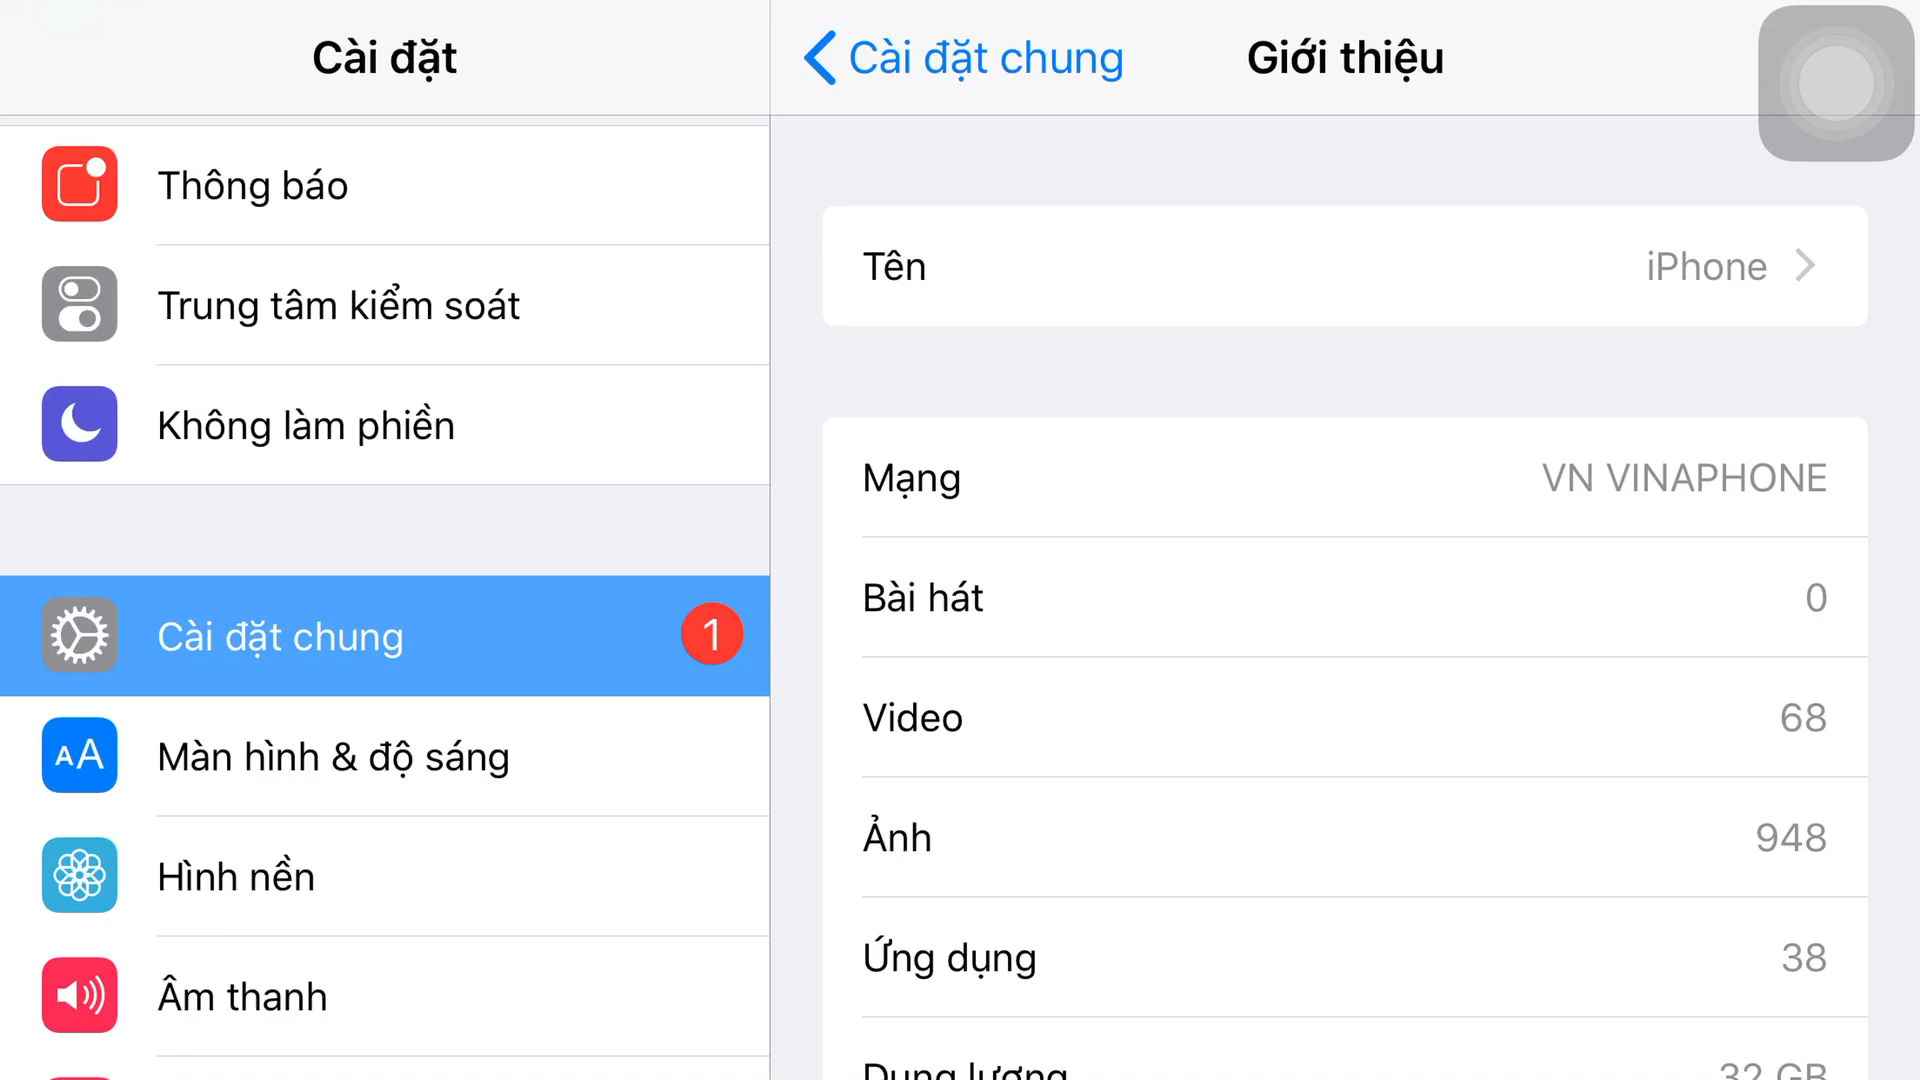 Cài đặt
Thông báo
Trung tâm kiểm soát
Không làm phiền
Cài đặt chung 1
AA Màn hình & độ sáng
Hình nền
Âm thanh
Cài đặt chung
Giới thiệu
Tên iPhone
Mạng VN VINAPHONE
Bài hát 0
Video 68
Ảnh 948
Ứng dụng 38
Dung lượng 32 GB